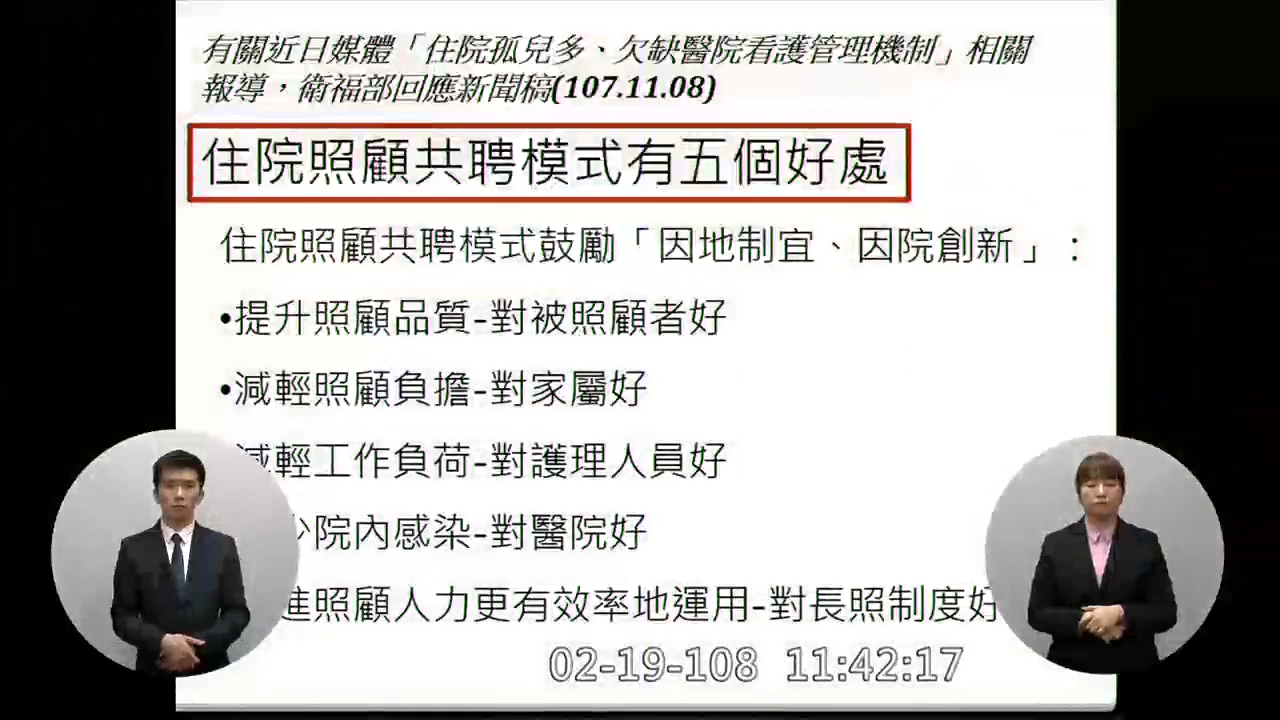 有關近日媒體「住院孤兒多、欠缺醫院看護管理機制」相關
報導，衛福部回應新聞稿(107.11.08)
住院照顧共聘模式有五個好處
住院照顧共聘模式鼓勵「因地制宜、因院創新」：
•提升照顧品質-對被照顧者好
•減輕照顧負擔-對家屬好
減輕工作負荷-對護理人員好
少院內感染-對醫院好
進照顧人力更有效率地運用-對長照制度好
02-19-108 11:42:17